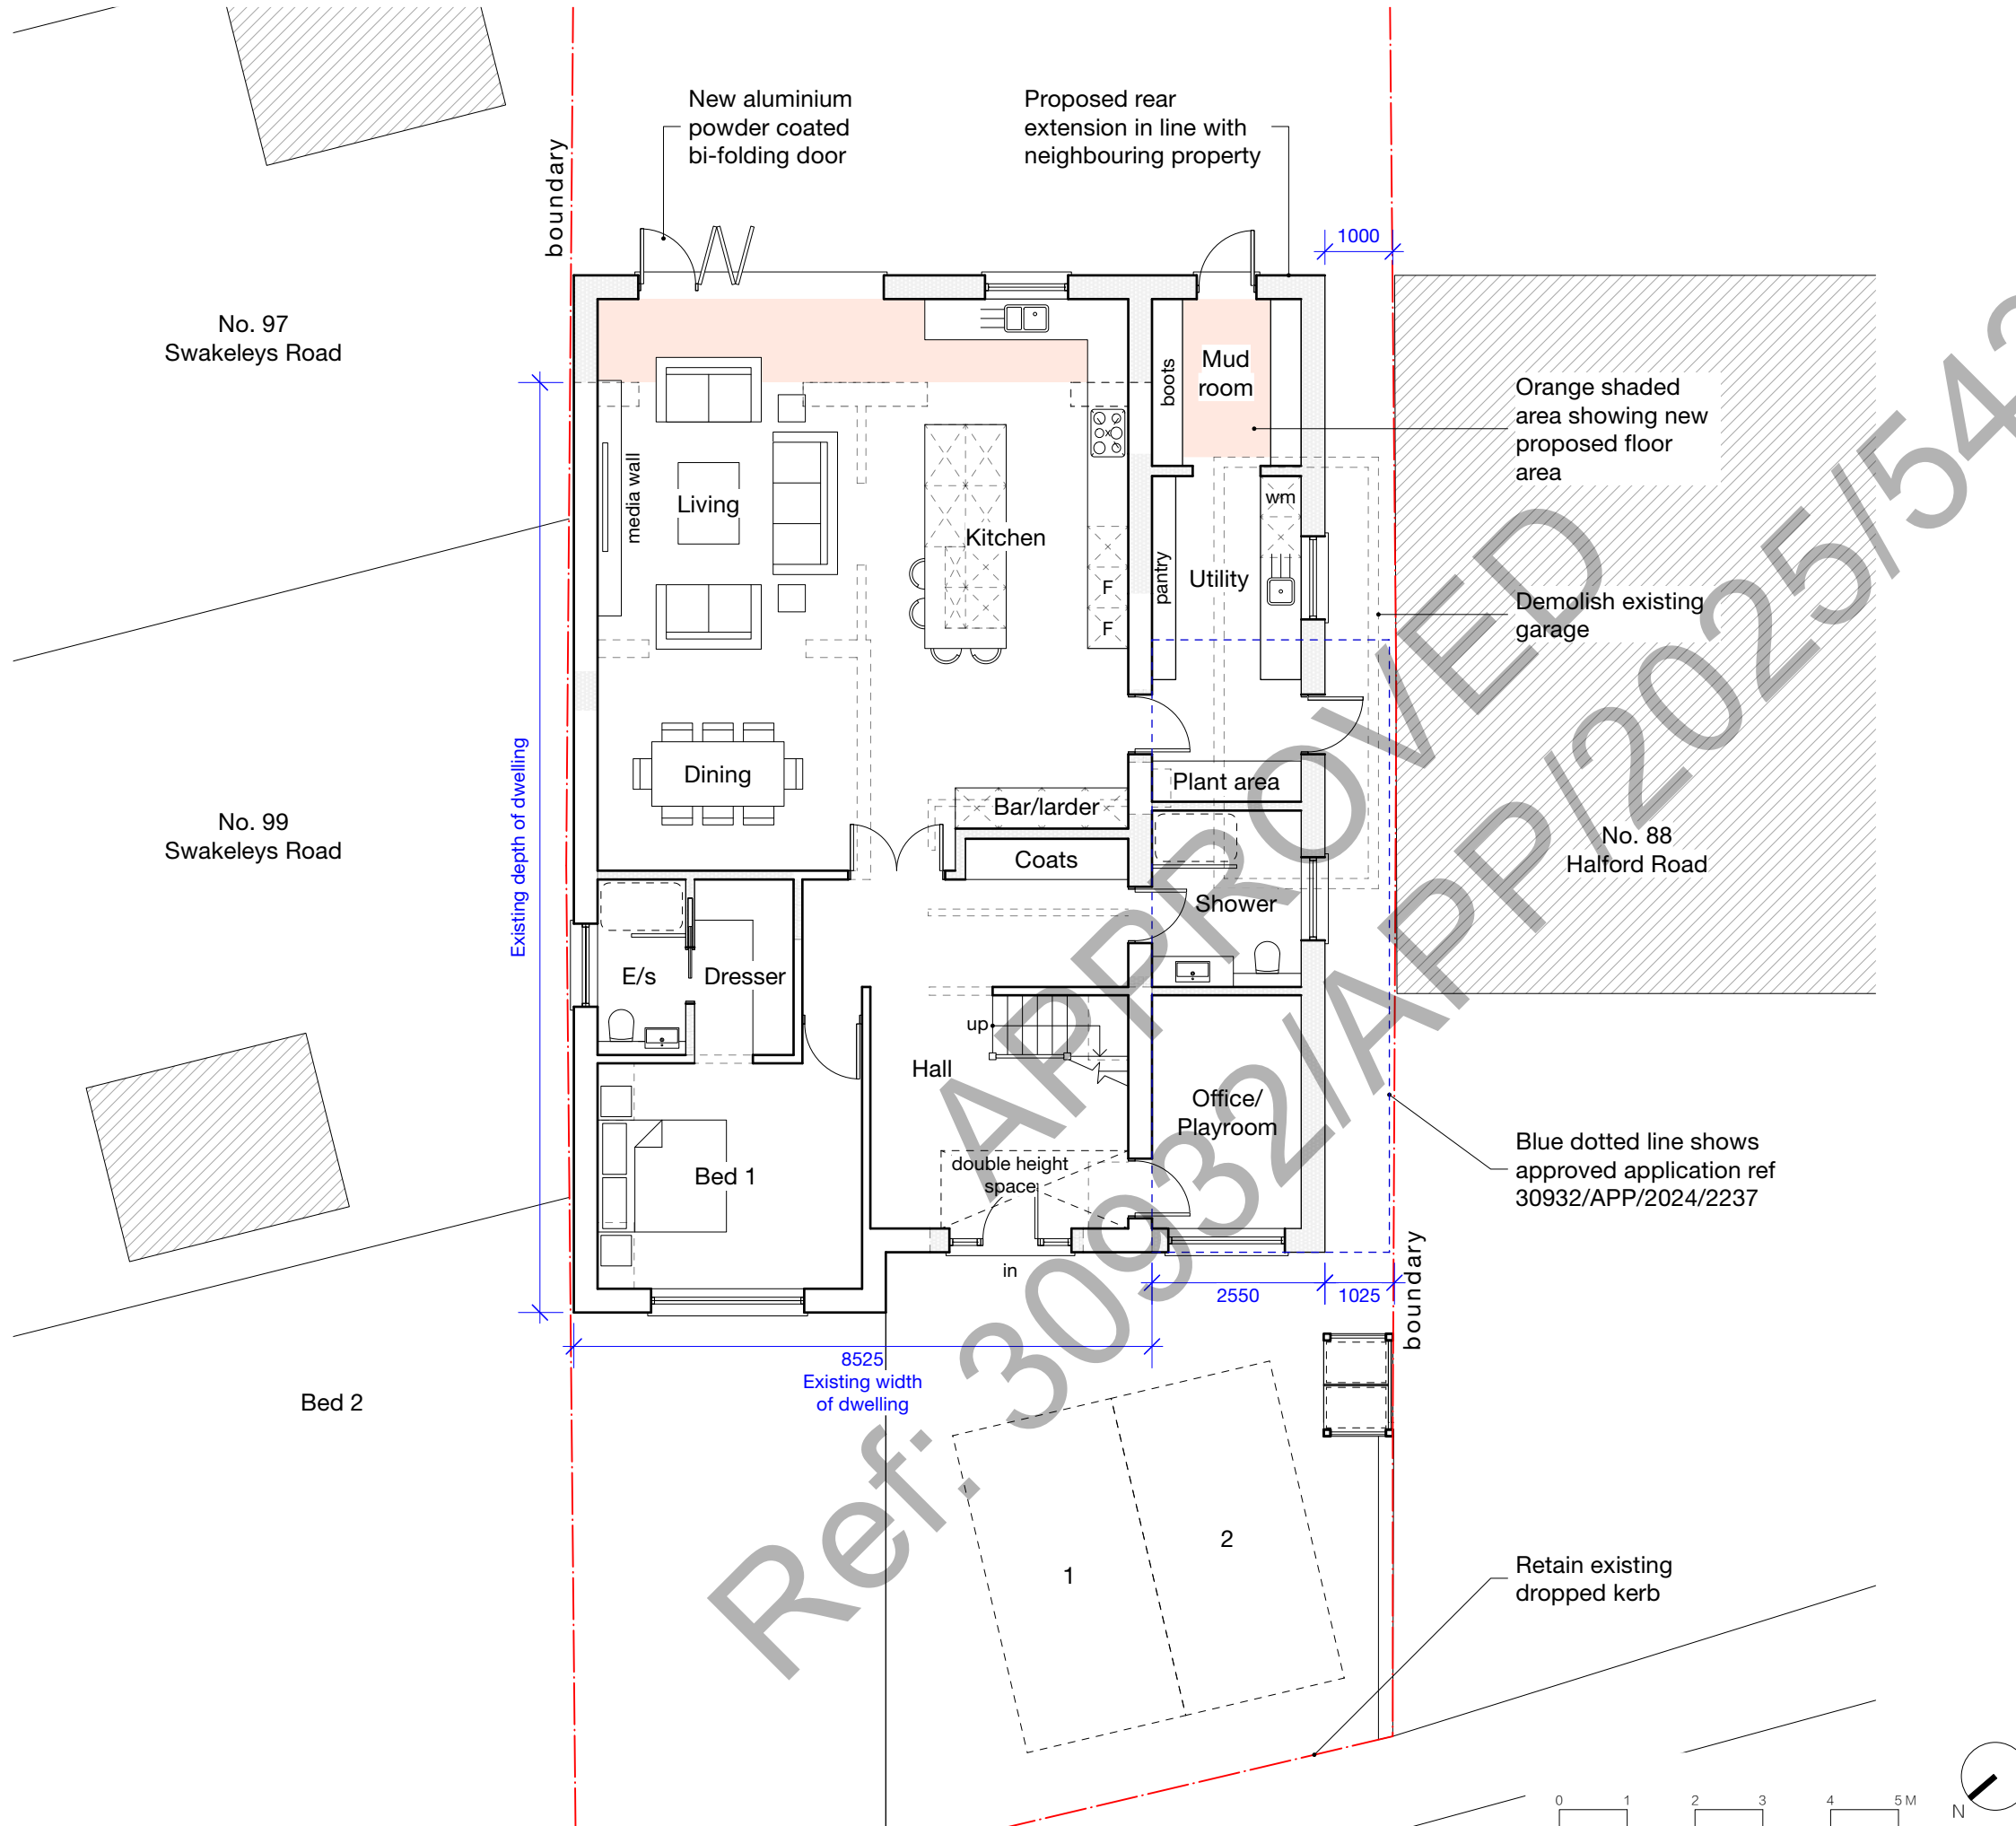 New aluminium
powder coated
bi-folding door
Proposed rear
extension in line with
neighbouring property
boundary
1000
No. 97
Swakeleys Road
boots
Mud
room
Orange shaded
area showing new
proposed floor
area
media wall
Living
Kitchen
wm
pantry
Utility
F
F
Demolish existing
garage
Existing depth of dwelling
Dining
Bar/larder
Plant area
No. 99
Swakeleys Road
Coats
No. 88
Halford Road
Shower
E/s
Dresser
up
Hall
Office/
Playroom
double height
space
Bed 1
Blue dotted line shows
approved application ref
30932/APP/2024/2237
in
2550
1025
boundary
8525
Existing width
of dwelling
Bed 2
1
2
Retain existing
dropped kerb
0 1 2 3 4 5 M
N
APPROVED